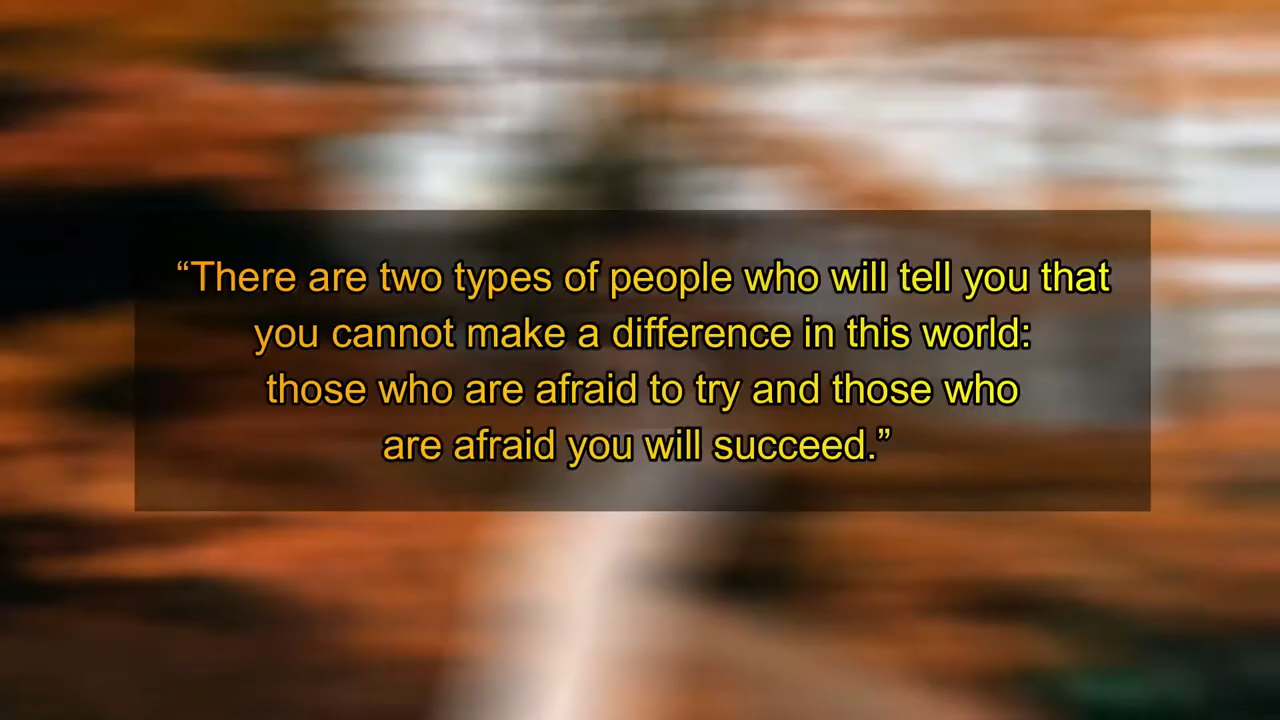 “There are two types of people who will tell you that
you cannot make a difference in this world:
those who are afraid to try and those who
are afraid you will succeed.”